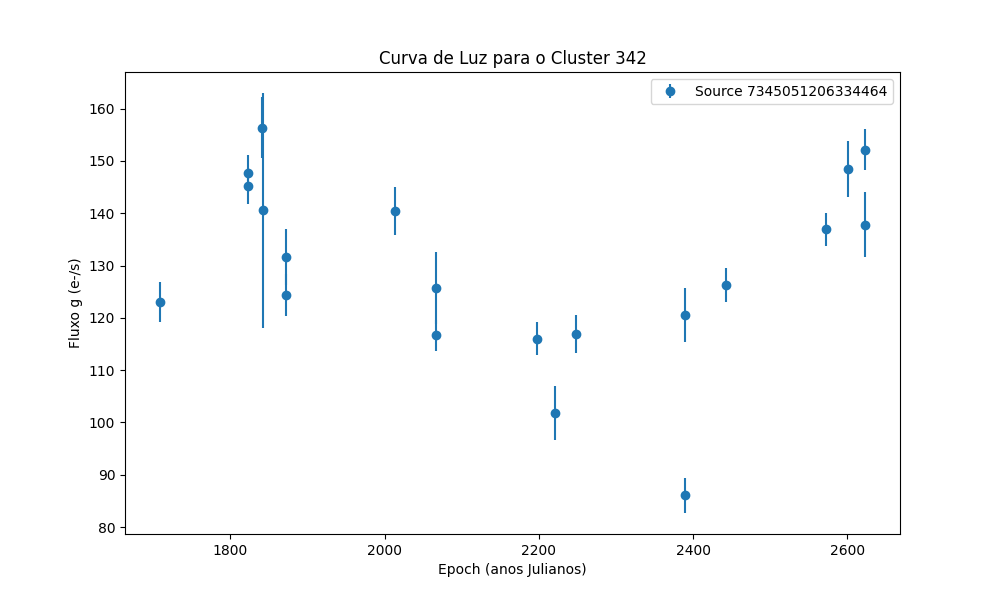 Curva de Luz para o Cluster 342
Source 7345051206334464
160
150
140
130
120
110
100
90
80
Fluxo g (e-/s)
1800 2000 2200 2400 2600
Epoch (anos Julianos)